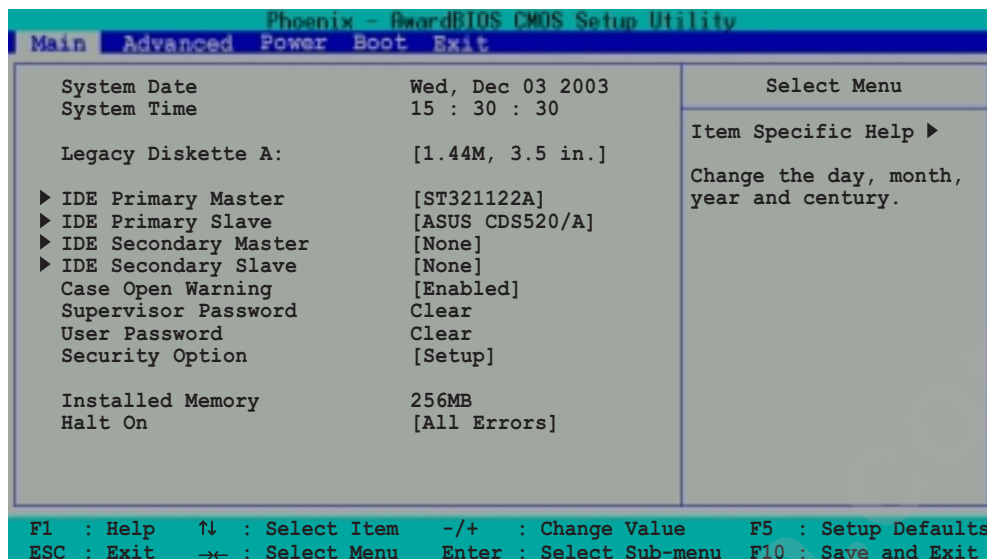 Phoenix - AwardBIOS CMOS Setup Utility
Main Advanced Power Boot Exit
System Date Wed, Dec 03 2003
System Time 15 : 30 : 30
Legacy Diskette A: [1.44M, 3.5 in.]
IDE Primary Master [ST321122A]
IDE Primary Slave [ASUS CDS520/A]
IDE Secondary Master [None]
IDE Secondary Slave [None]
Case Open Warning [Enabled]
Supervisor Password Clear
User Password Clear
Security Option [Setup]
Installed Memory 256MB
Halt On [All Errors]
Select Menu
Item Specific Help
Change the day, month,
year and century.
F1 : Help ↑↓ : Select Item -/+ : Change Value F5 : Setup Defaults
ESC : Exit →← : Select Menu Enter : Select Sub-menu F10 : Save and Exit